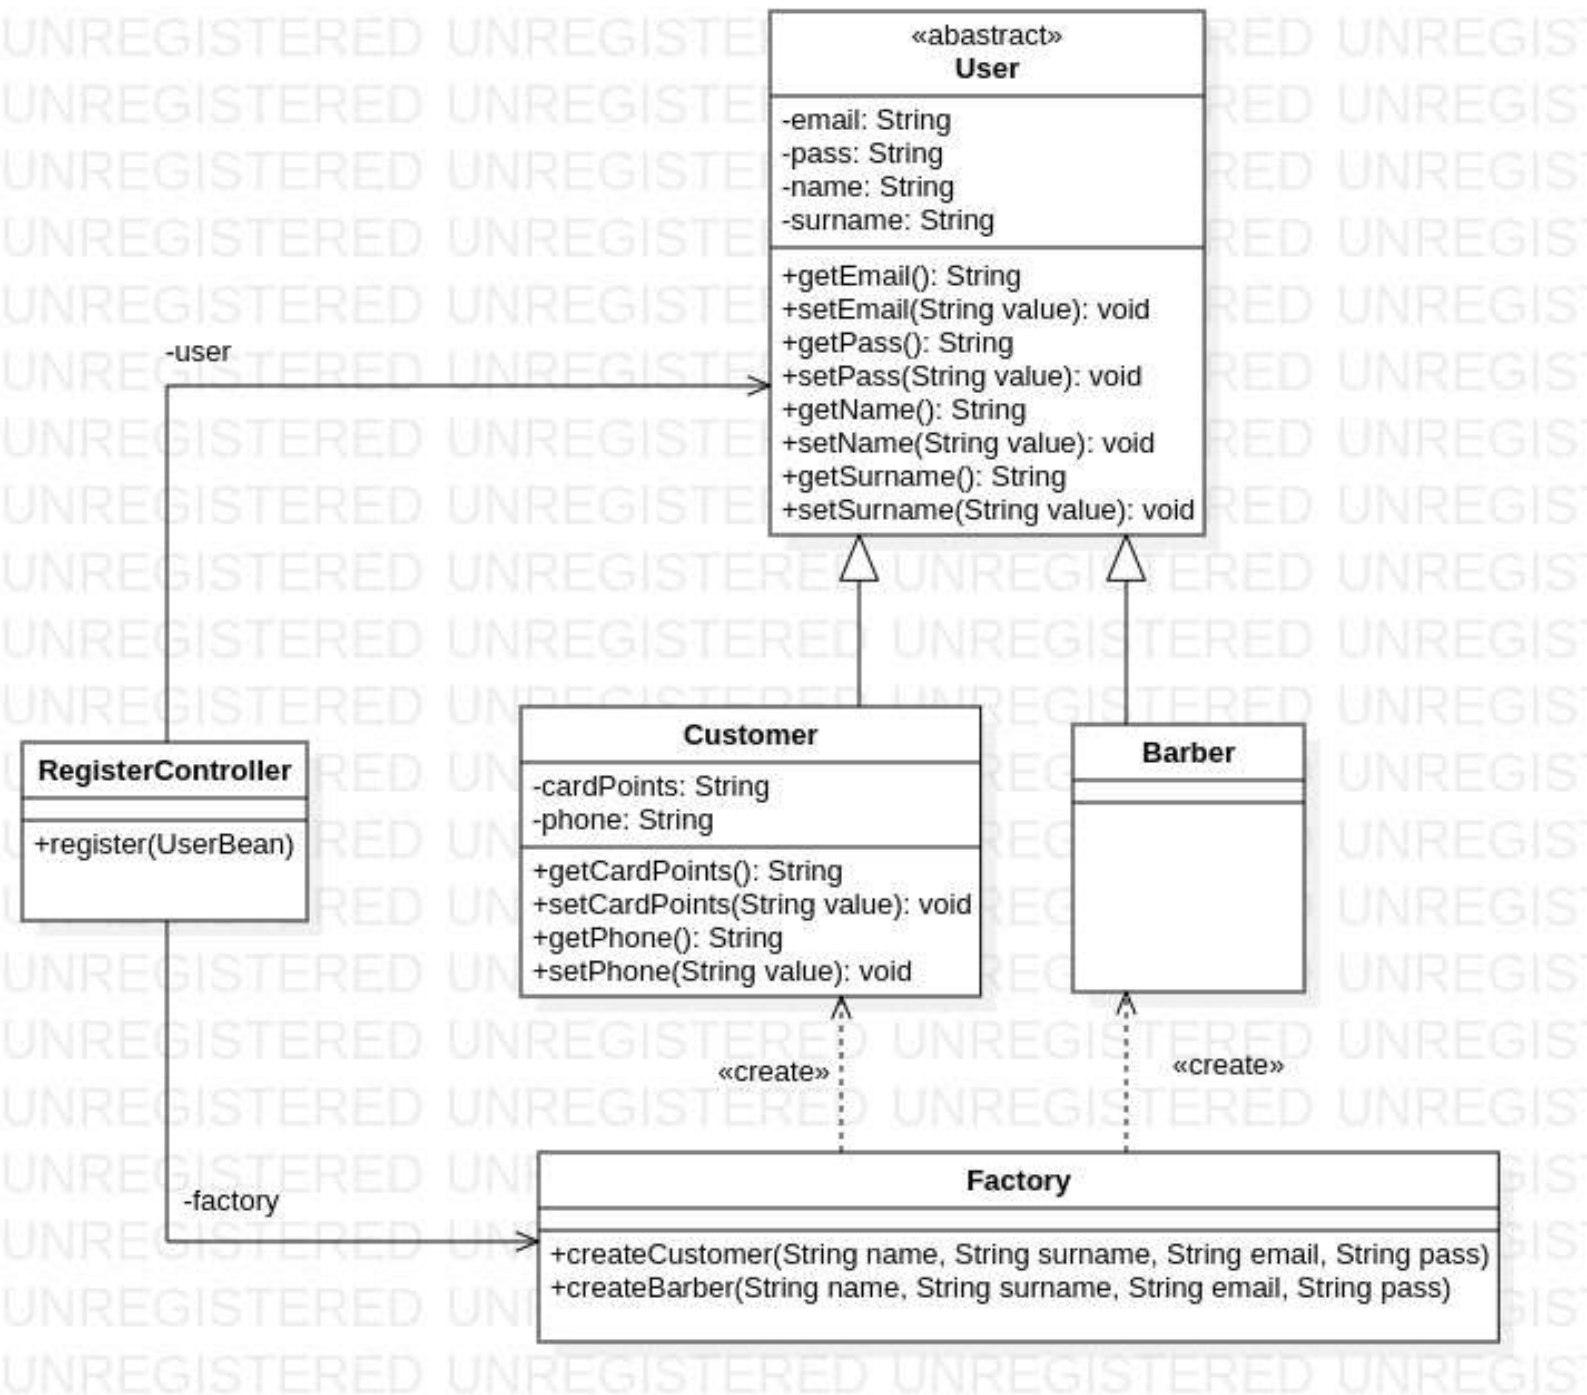 «abastract»
User
-email: String
-pass: String
-name: String
-surname: String
+getEmail(): String
+setEmail(String value): void
+getPass(): String
+setPass(String value): void
+getName(): String
+setName(String value): void
+getSurname(): String
+setSurname(String value): void
-user
RegisterController
+register(UserBean)
Customer
-cardPoints: String
-phone: String
+getCardPoints(): String
+setCardPoints(String value): void
+getPhone(): String
+setPhone(String value): void
Barber
«create»
«create»
-factory
Factory
+createCustomer(String name, String surname, String email, String pass)
+createBarber(String name, String surname, String email, String pass)
UNREGISTERED